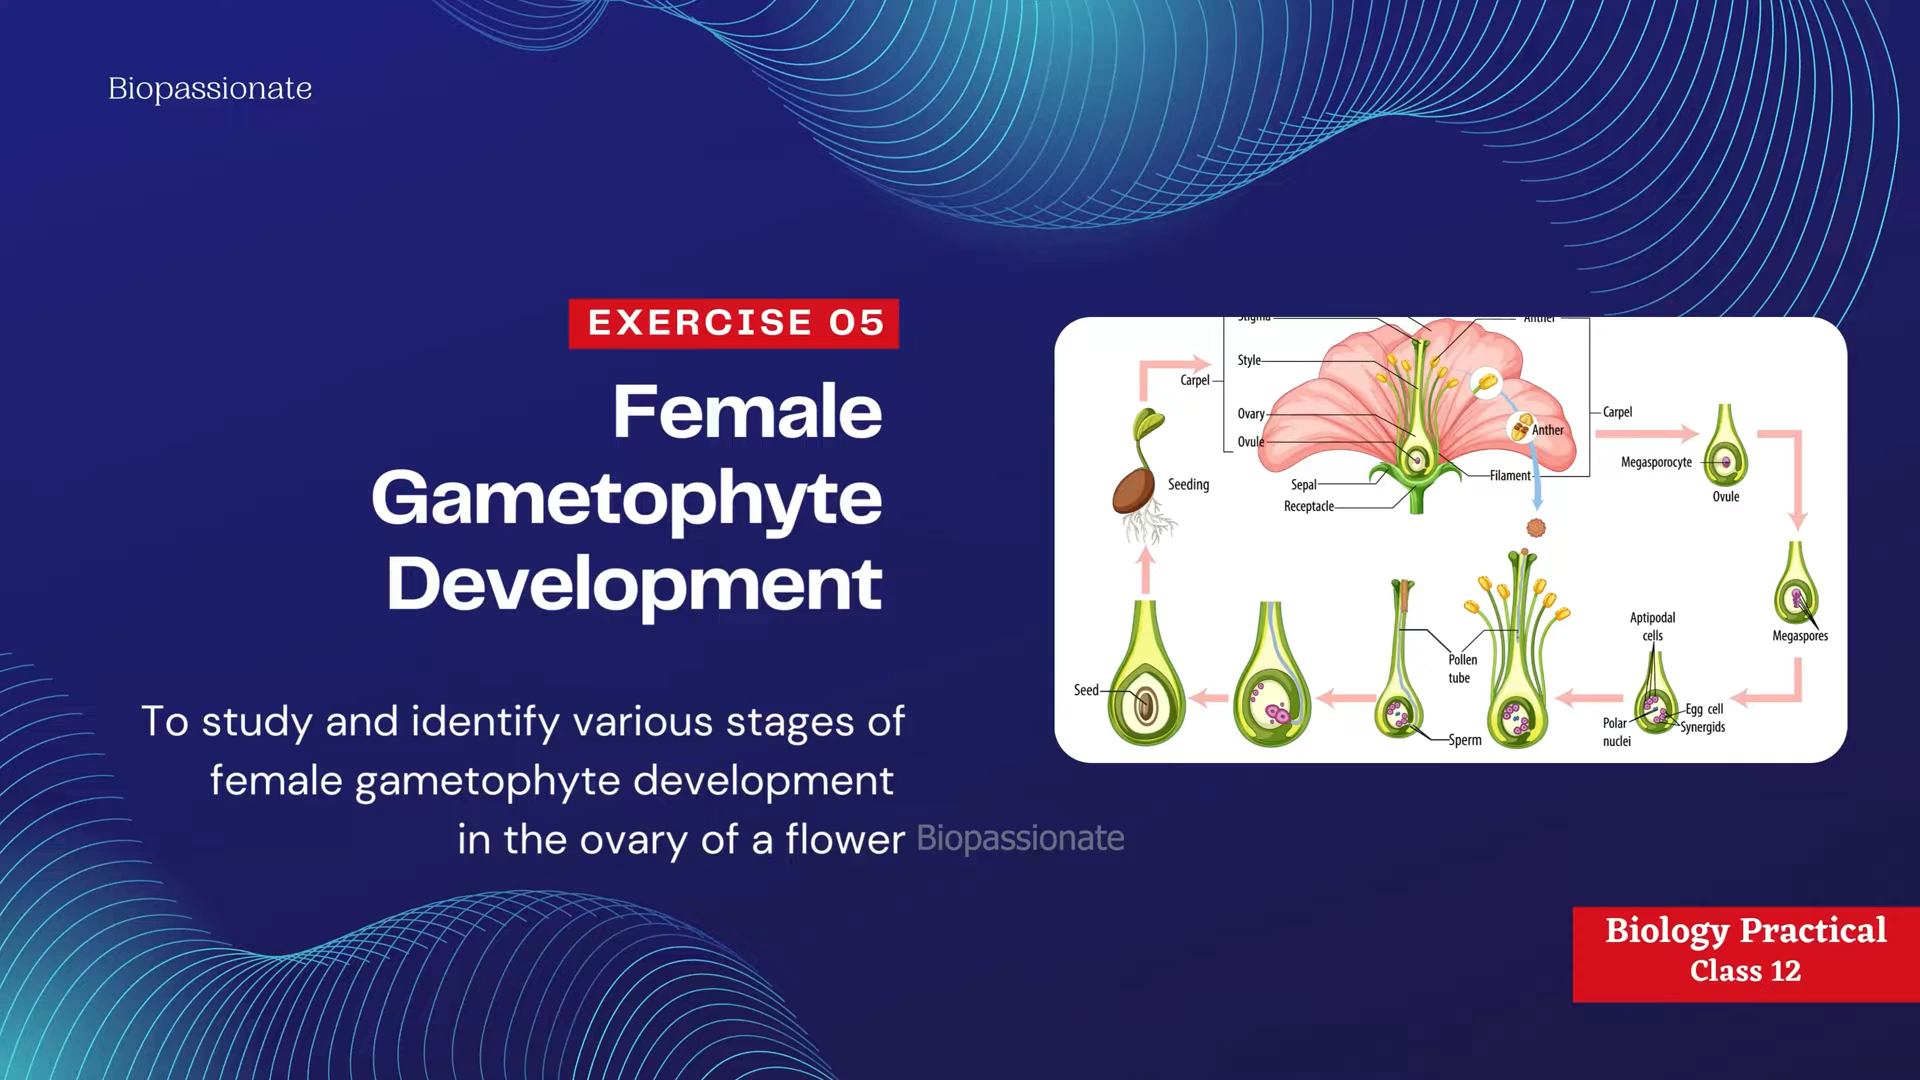 Biopassionate
EXERCISE 05
Female
Gametophyte
Development
To study and identify various stages of
female gametophyte development
in the ovary of a flower
Biopassionate
Stigma
Anther
Style
Carpel
Ovary
Ovule
Carpel
Anther
Filament
Sepal
Receptacle
Seeding
Megasporocyte
Ovule
Megaspores
Aptipodal
cells
Egg cell
Synergids
Polar
nuclei
Pollen
tube
Sperm
Seed
Biology Practical
Class 12